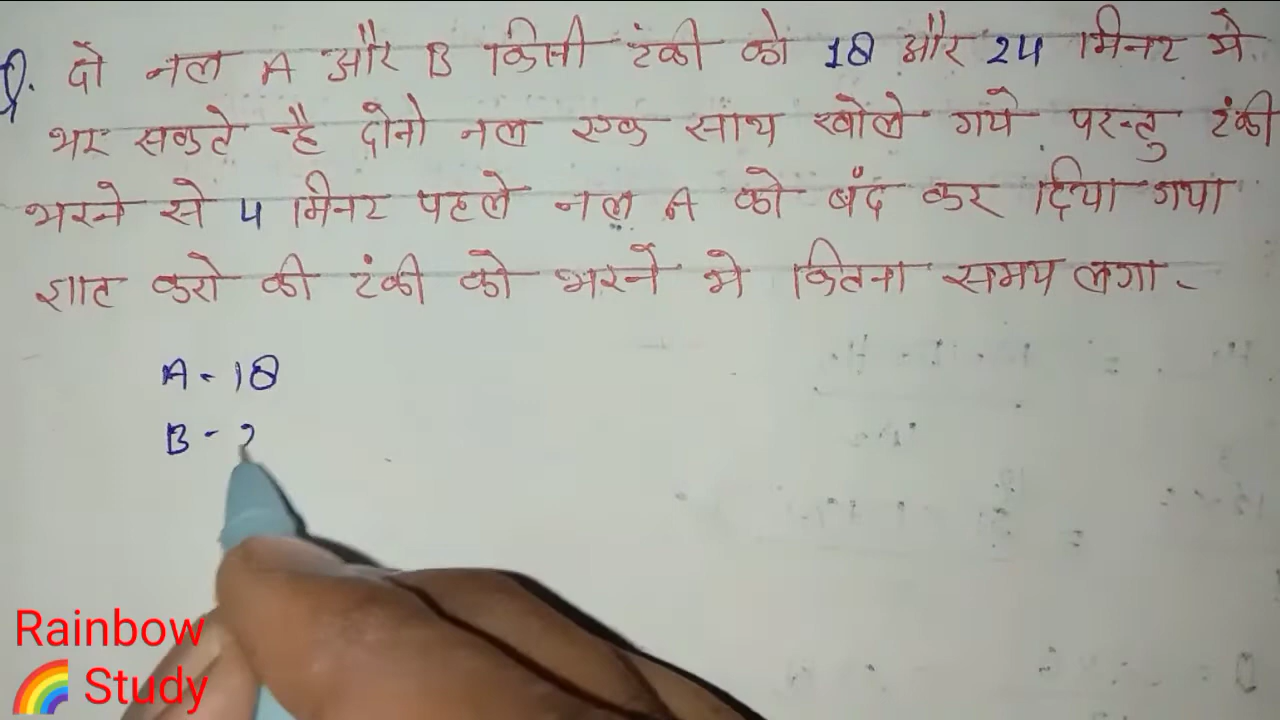 Q. दो नल A और B किसी टंकी को 18 और 24 मिनट मे
भर सकते है दोनो नल एक साथ खोले गये परन्तु टंकी
भरने से 4 मिनट पहले नल A को बंद कर दिया गया
ज्ञात करो की टंकी को भरने मे कितना समय लगा -
A - 18
B - 2
Rainbow
Study